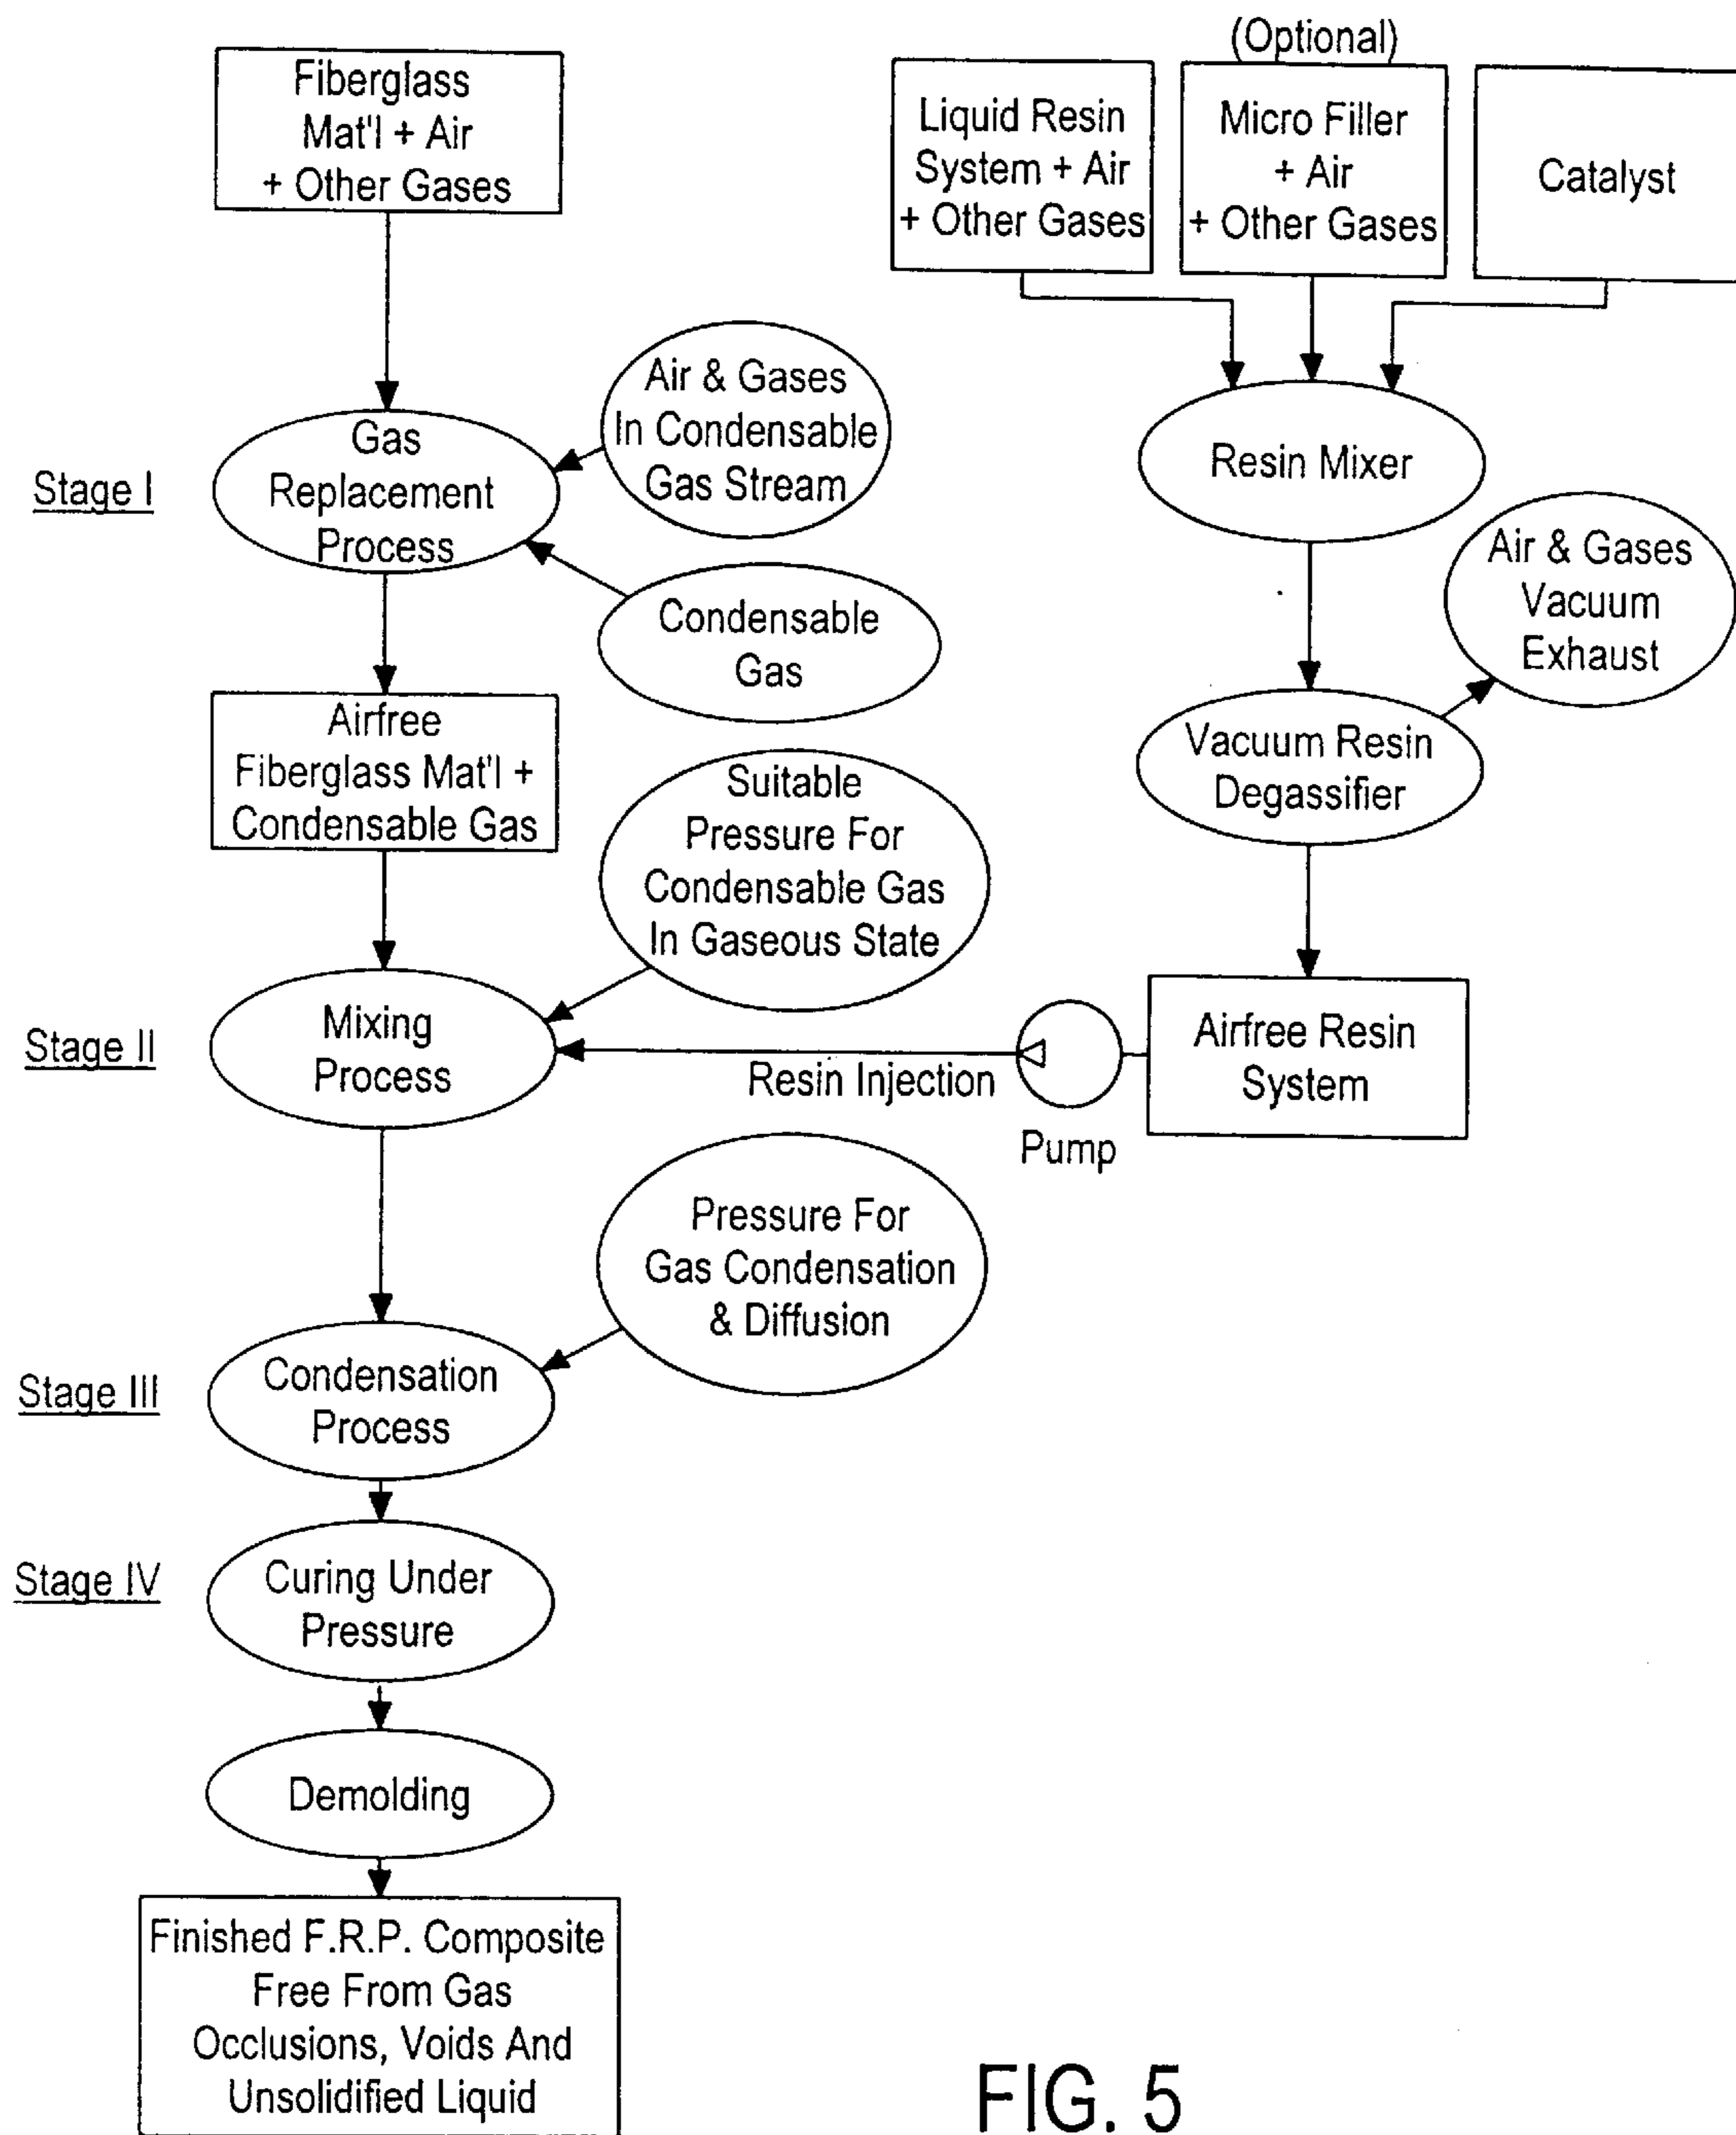 Fiberglass
Mat'l + Air
+ Other Gases
Liquid Resin
System + Air
+ Other Gases
(Optional)
Micro Filler
+ Air
+ Other Gases
Catalyst
Stage I
Gas
Replacement
Process
Air & Gases
In Condensable
Gas Stream
Condensable
Gas
Resin Mixer
Air & Gases
Vacuum
Exhaust
Vacuum Resin
Degassifier
Airfree
Fiberglass Mat'l +
Condensable Gas
Suitable
Pressure For
Condensable Gas
In Gaseous State
Stage II
Mixing
Process
Resin Injection
Pump
Airfree Resin
System
Pressure For
Gas Condensation
& Diffusion
Stage III
Condensation
Process
Stage IV
Curing Under
Pressure
Demolding
Finished F.R.P. Composite
Free From Gas
Occlusions, Voids And
Unsolidified Liquid
FIG. 5